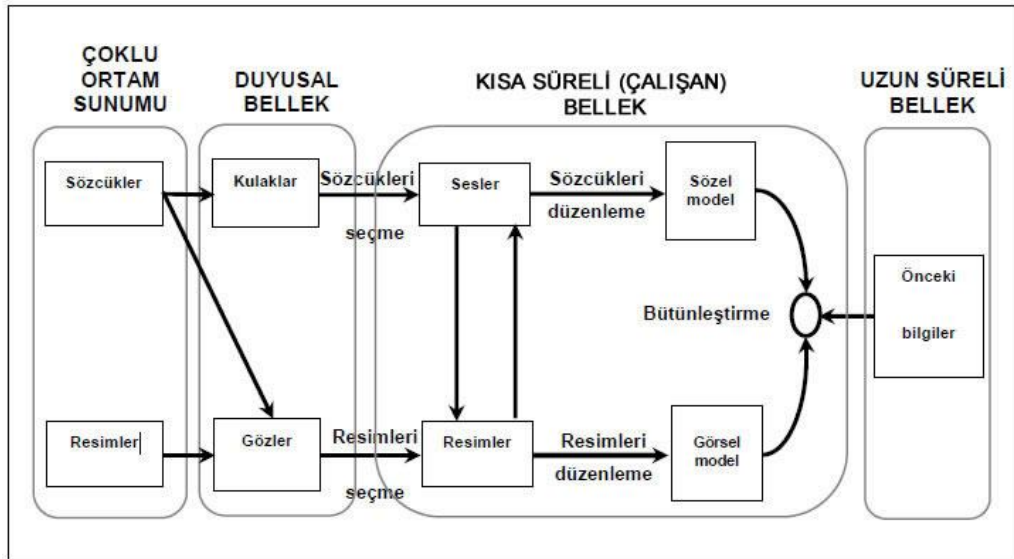 ÇOKLU
ORTAM
SUNUMU
DUYUSAL
BELLEK
KISA SÜRELİ (ÇALIŞAN)
BELLEK
UZUN SÜRELİ
BELLEK
Sözcükler
Kulaklar
Sözcükleri
seçme
Sesler
Sözcükleri
düzenleme
Sözel
model
Bütünleştirme
Önceki
bilgiler
Resimler
Gözler
Resimleri
seçme
Resimler
Resimleri
düzenleme
Görsel
model